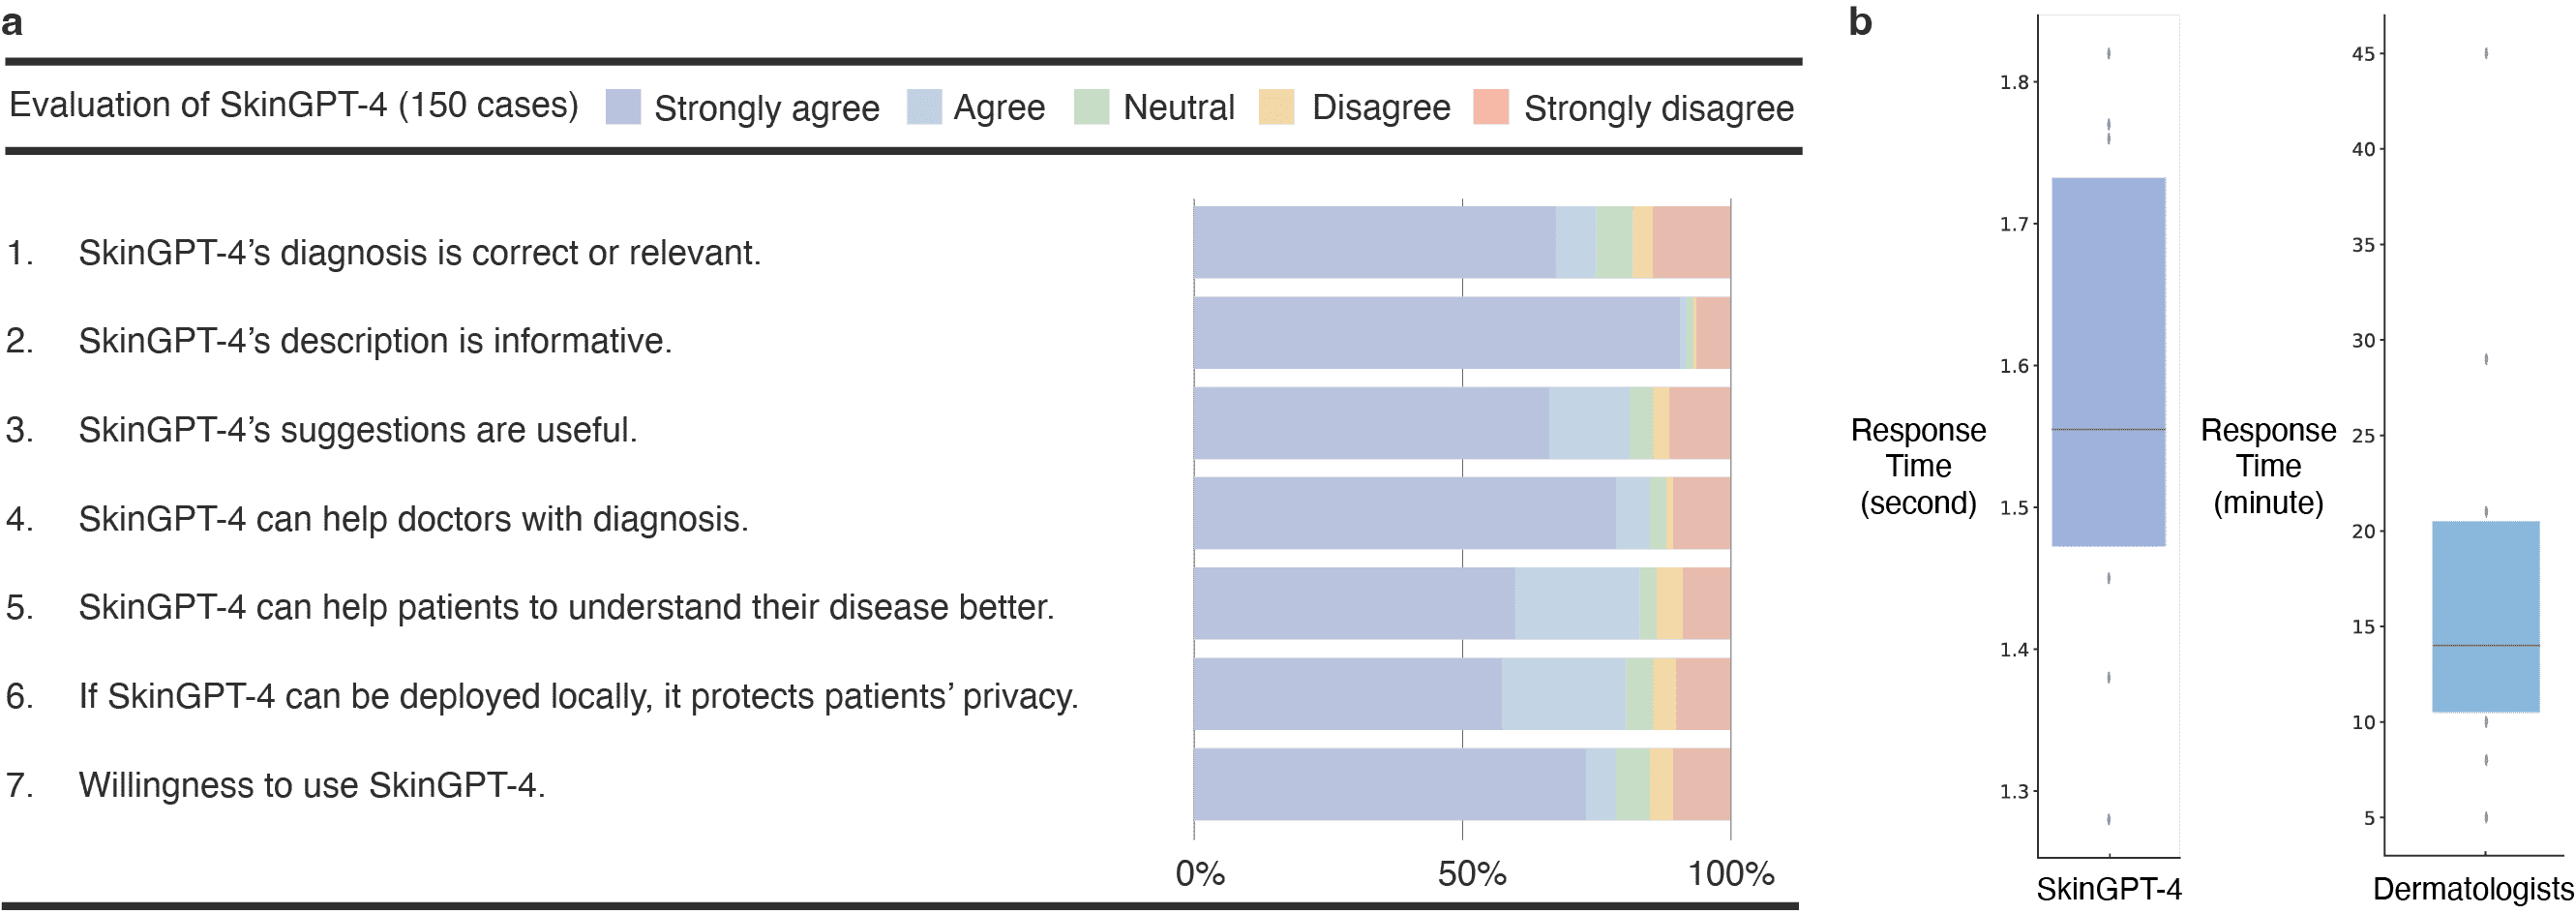 a
Evaluation of SkinGPT-4 (150 cases) Strongly agree Agree Neutral Disagree Strongly disagree
1. SkinGPT-4’s diagnosis is correct or relevant.
2. SkinGPT-4’s description is informative.
3. SkinGPT-4’s suggestions are useful.
4. SkinGPT-4 can help doctors with diagnosis.
5. SkinGPT-4 can help patients to understand their disease better.
6. If SkinGPT-4 can be deployed locally, it protects patients’ privacy.
7. Willingness to use SkinGPT-4.
0% 50% 100%
b
Response
Time
(second)
1.8
1.7
1.6
1.5
1.4
1.3
SkinGPT-4
Response
Time
(minute)
45
40
35
30
25
20
15
10
5
Dermatologists